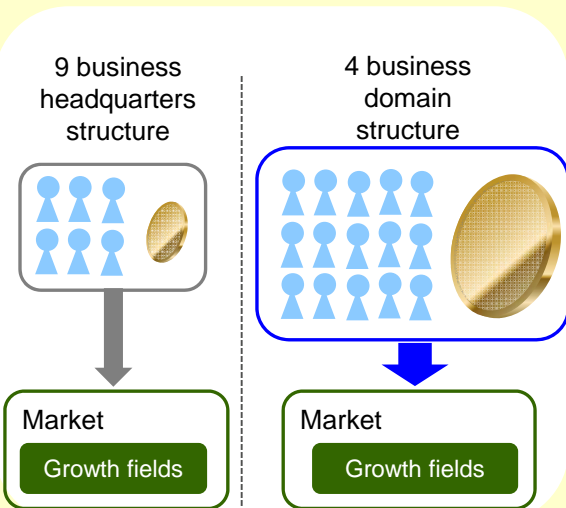 9 business
headquarters
structure
4 business
domain
structure
Market
Growth fields
Market
Growth fields